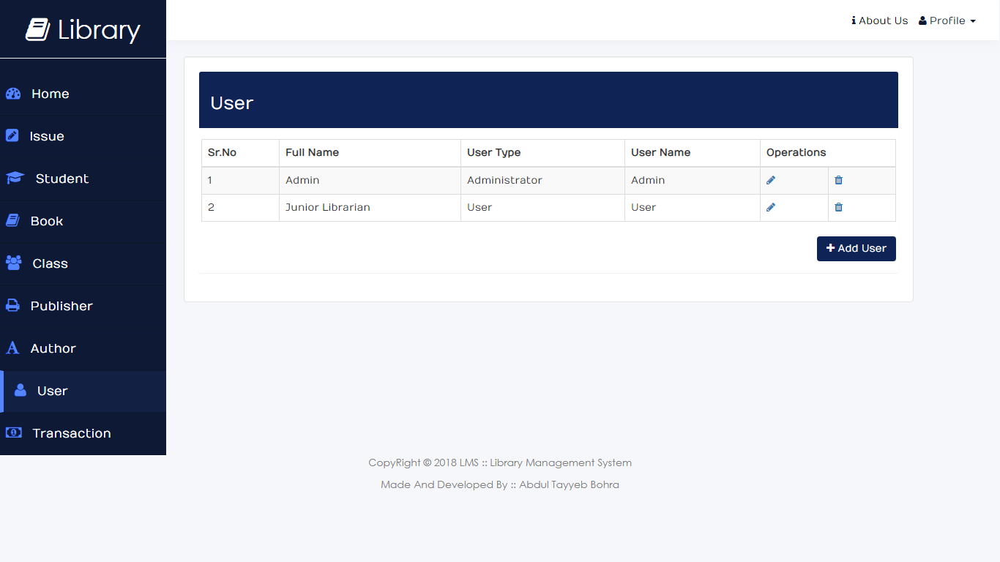 Library
About Us Profile
Home
Issue
Student
Book
Class
Publisher
Author
User
Transaction
User
Sr.No Full Name User Type User Name Operations
1 Admin Administrator Admin
2 Junior Librarian User User
Add User
CopyRight © 2018 LMS :: Library Management System
Made And Developed By :: Abdul Tayyeb Bohra